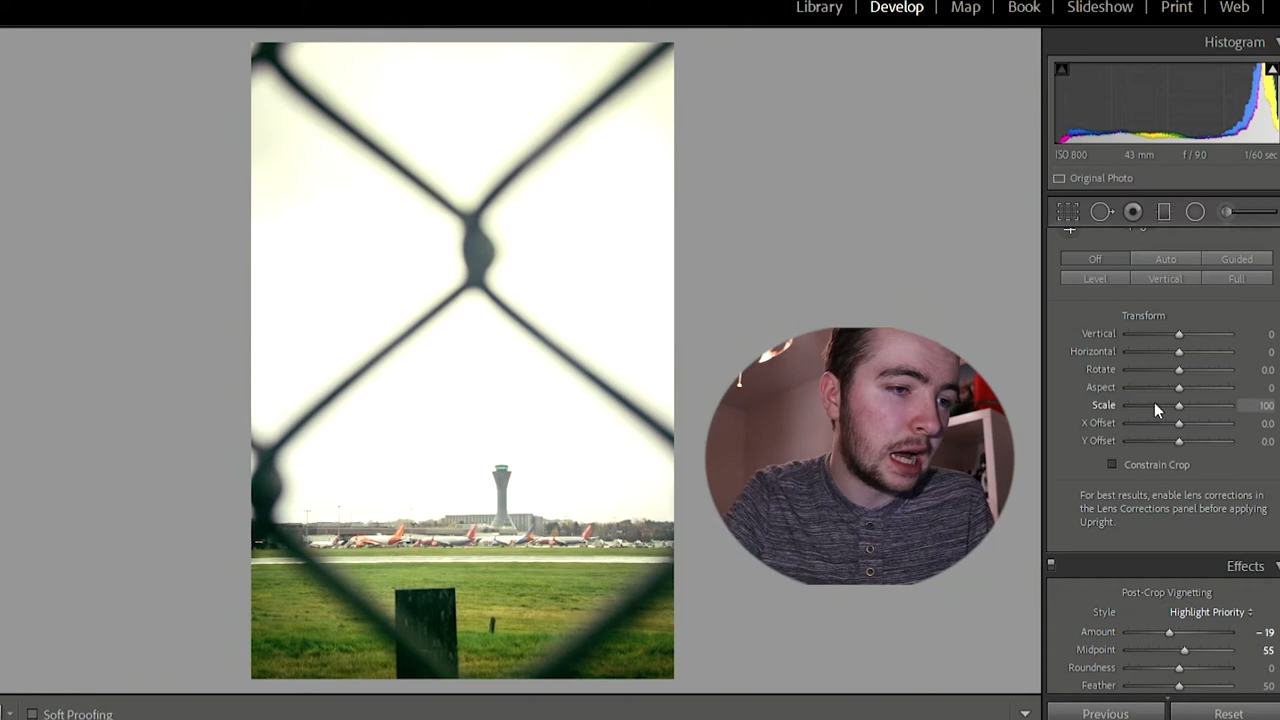 Library | Develop | Map | Book | Slideshow | Print | Web |
Histogram
ISO 800 43 mm f / 9.0 1/60 sec
Original Photo
Off Auto Guided
Level Vertical Full
Transform
Vertical 0
Horizontal 0
Rotate 0.0
Aspect 0
Scale 100
X Offset 0.0
Y Offset 0.0
Constrain Crop
For best results, enable lens corrections in
the Lens Corrections panel before applying
Upright.
Effects
Post-Crop Vignetting
Style Highlight Priority
Amount – 19
Midpoint 55
Roundness 0
Feather 50
Soft Proofing
Previous Reset